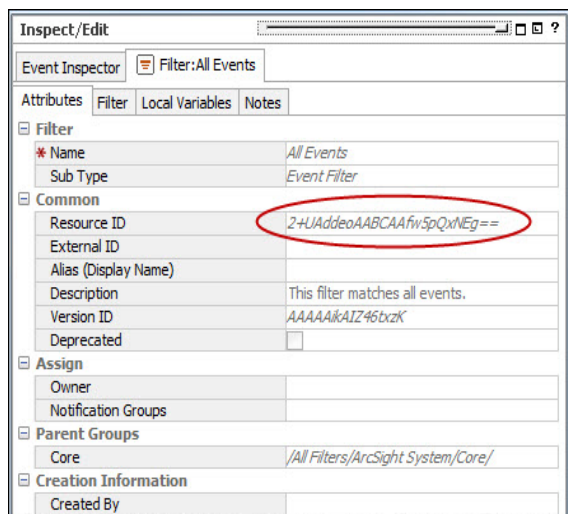 Inspect/Edit ?
Event Inspector Filter:All Events
Attributes Filter Local Variables Notes
Filter
* Name All Events
Sub Type Event Filter
Common
Resource ID 2+UAddeoAABCAAfw5pQxNEg==
External ID
Alias (Display Name)
Description This filter matches all events.
Version ID AAAAAikAIZ46txzK
Deprecated
Assign
Owner
Notification Groups
Parent Groups
Core /All Filters/ArcSight System/Core/
Creation Information
Created By